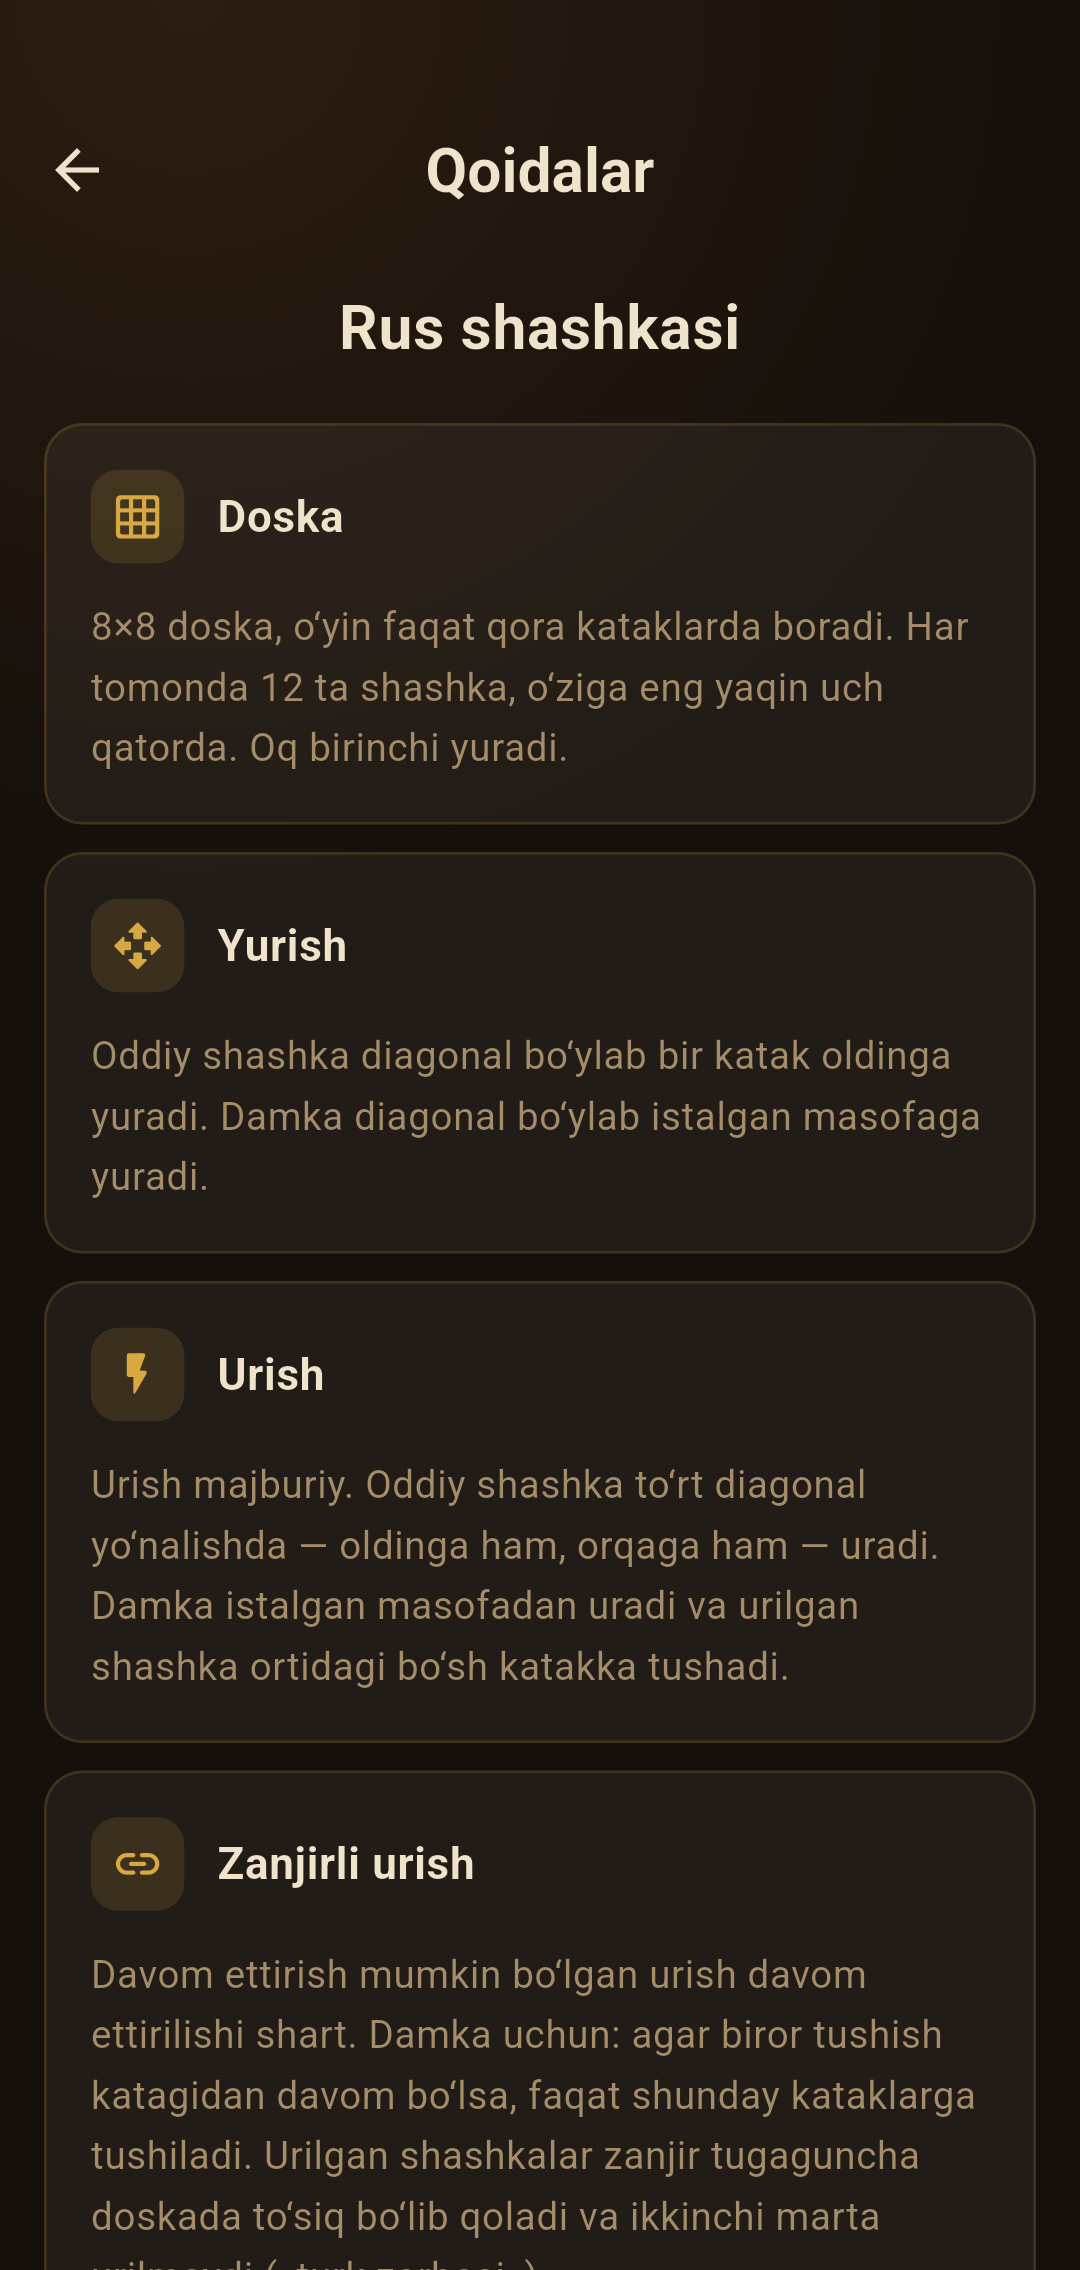 Qoidalar
Rus shashkasi
Doska
8×8 doska, o‘yin faqat qora kataklarda boradi. Har
tomonda 12 ta shashka, o‘ziga eng yaqin uch
qatorda. Oq birinchi yuradi.
Yurish
Oddiy shashka diagonal bo‘ylab bir katak oldinga
yuradi. Damka diagonal bo‘ylab istalgan masofaga
yuradi.
Urish
Urish majburiy. Oddiy shashka to‘rt diagonal
yo‘nalishda — oldinga ham, orqaga ham — uradi.
Damka istalgan masofadan uradi va urilgan
shashka ortidagi bo‘sh katakka tushadi.
Zanjirli urish
Davom ettirish mumkin bo‘lgan urish davom
ettirilishi shart. Damka uchun: agar biror tushish
katagidan davom bo‘lsa, faqat shunday kataklarga
tushiladi. Urilgan shashkalar zanjir tugaguncha
doskada to‘siq bo‘lib qoladi va ikkinchi marta